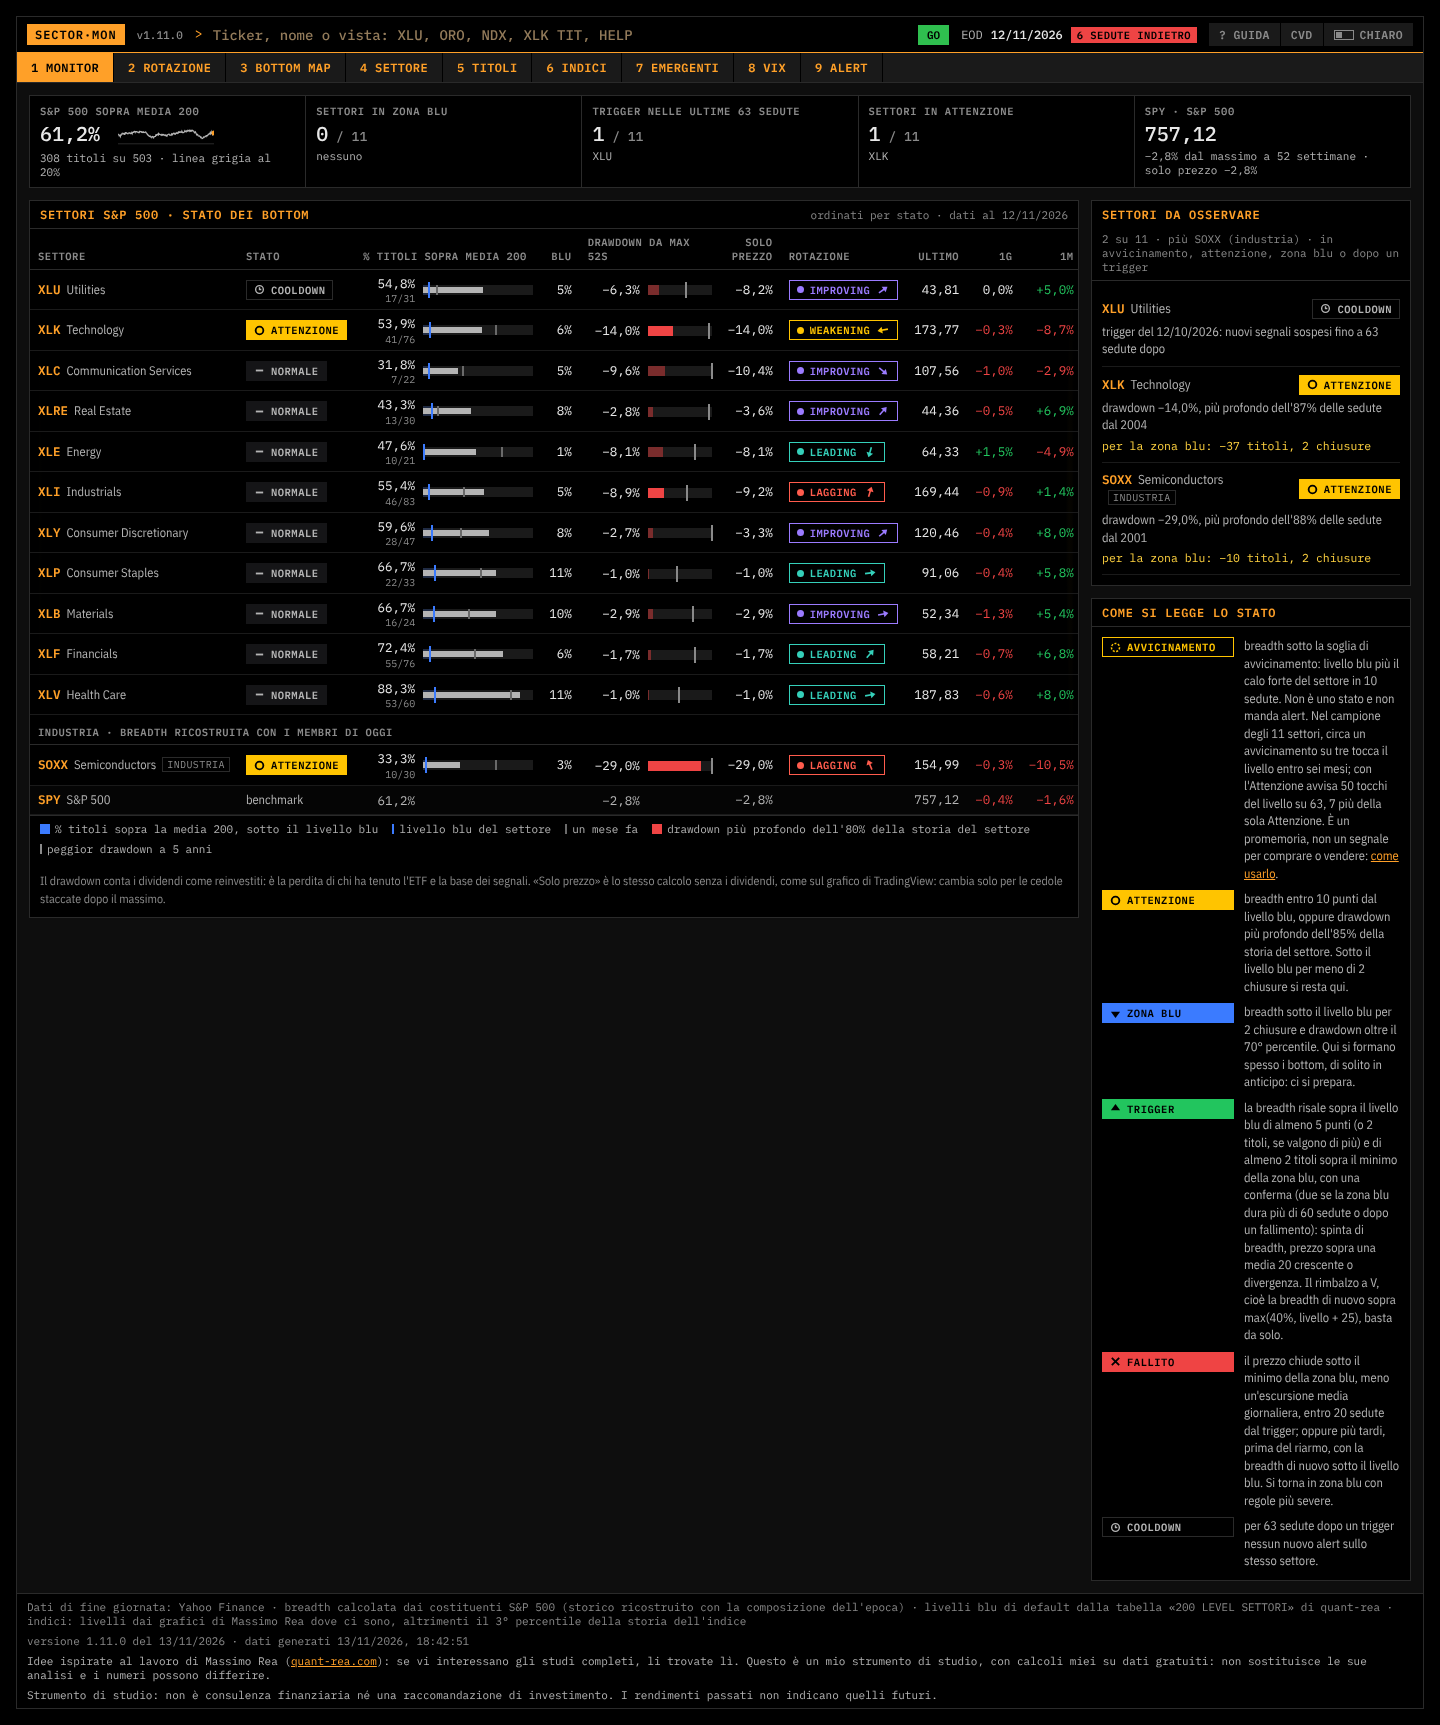 SECTOR·MON v1.11.0 > Ticker, nome o vista: XLU, ORO, NDX, XLK TIT, HELP GO EOD 12/11/2026 6 SEDUTE INDIETRO ? GUIDA CVD CHIARO
1 MONITOR 2 ROTAZIONE 3 BOTTOM MAP 4 SETTORE 5 TITOLI 6 INDICI 7 EMERGENTI 8 VIX 9 ALERT
S&P 500 SOPRA MEDIA 200
61,2%
308 titoli su 503 · linea grigia al
20%
SETTORI IN ZONA BLU
0 / 11
nessuno
TRIGGER NELLE ULTIME 63 SEDUTE
1 / 11
XLU
SETTORI IN ATTENZIONE
1 / 11
XLK
SPY · S&P 500
757,12
−2,8% dal massimo a 52 settimane ·
solo prezzo −2,8%
SETTORI S&P 500 · STATO DEI BOTTOM ordinati per stato · dati al 12/11/2026
SETTORE STATO % TITOLI SOPRA MEDIA 200 BLU DRAWDOWN DA MAX 52S SOLO PREZZO ROTAZIONE ULTIMO 1G 1M
XLU Utilities COOLDOWN 54,8% 17/31 5% −6,3% −8,2% IMPROVING 43,81 0,0% +5,0%
XLK Technology ATTENZIONE 53,9% 41/76 6% −14,0% −14,0% WEAKENING 173,77 −0,3% −8,7%
XLC Communication Services NORMALE 31,8% 7/22 5% −9,6% −10,4% IMPROVING 107,56 −1,0% −2,9%
XLRE Real Estate NORMALE 43,3% 13/30 8% −2,8% −3,6% IMPROVING 44,36 −0,5% +6,9%
XLE Energy NORMALE 47,6% 10/21 1% −8,1% −8,1% LEADING 64,33 +1,5% −4,9%
XLI Industrials NORMALE 55,4% 46/83 5% −8,9% −9,2% LAGGING 169,44 −0,9% +1,4%
XLY Consumer Discretionary NORMALE 59,6% 28/47 8% −2,7% −3,3% IMPROVING 120,46 −0,4% +8,0%
XLP Consumer Staples NORMALE 66,7% 22/33 11% −1,0% −1,0% LEADING 91,06 −0,4% +5,8%
XLB Materials NORMALE 66,7% 16/24 10% −2,9% −2,9% IMPROVING 52,34 −1,3% +5,4%
XLF Financials NORMALE 72,4% 55/76 6% −1,7% −1,7% LEADING 58,21 −0,7% +6,8%
XLV Health Care NORMALE 88,3% 53/60 11% −1,0% −1,0% LEADING 187,83 −0,6% +8,0%
INDUSTRIA · BREADTH RICOSTRUITA CON I MEMBRI DI OGGI
SOXX Semiconductors INDUSTRIA ATTENZIONE 33,3% 10/30 3% −29,0% −29,0% LAGGING 154,99 −0,3% −10,5%
SPY S&P 500 benchmark 61,2% −2,8% −2,8% 757,12 −0,4% −1,6%
% titoli sopra la media 200, sotto il livello blu livello blu del settore un mese fa drawdown più profondo dell'80% della storia del settore
peggior drawdown a 5 anni
Il drawdown conta i dividendi come reinvestiti: è la perdita di chi ha tenuto l'ETF e la base dei segnali. «Solo prezzo» è lo stesso calcolo senza i dividendi, come sul grafico di TradingView: cambia solo per le cedole
staccate dopo il massimo.
SETTORI DA OSSERVARE
2 su 11 · più SOXX (industria) · in
avvicinamento, attenzione, zona blu o dopo un
trigger
XLU Utilities COOLDOWN
trigger del 12/10/2026: nuovi segnali sospesi fino a 63
sedute dopo
XLK Technology ATTENZIONE
drawdown −14,0%, più profondo dell'87% delle sedute
dal 2004
per la zona blu: −37 titoli, 2 chiusure
SOXX Semiconductors ATTENZIONE
INDUSTRIA
drawdown −29,0%, più profondo dell'88% delle sedute
dal 2001
per la zona blu: −10 titoli, 2 chiusure
COME SI LEGGE LO STATO
AVVICINAMENTO breadth sotto la soglia di
avvicinamento: livello blu più il
calo forte del settore in 10
sedute. Non è uno stato e non
manda alert. Nel campione
degli 11 settori, circa un
avvicinamento su tre tocca il
livello entro sei mesi; con
l'Attenzione avvisa 50 tocchi
del livello su 63, 7 più della
sola Attenzione. È un
promemoria, non un segnale
per comprare o vendere: come
usarlo.
ATTENZIONE breadth entro 10 punti dal
livello blu, oppure drawdown
più profondo dell'85% della
storia del settore. Sotto il
livello blu per meno di 2
chiusure si resta qui.
ZONA BLU breadth sotto il livello blu per
2 chiusure e drawdown oltre il
70° percentile. Qui si formano
spesso i bottom, di solito in
anticipo: ci si prepara.
TRIGGER la breadth risale sopra il livello
blu di almeno 5 punti (o 2
titoli, se valgono di più) e di
almeno 2 titoli sopra il minimo
della zona blu, con una
conferma (due se la zona blu
dura più di 60 sedute o dopo
un fallimento): spinta di
breadth, prezzo sopra una
media 20 crescente o
divergenza. Il rimbalzo a V,
cioè la breadth di nuovo sopra
max(40%, livello + 25), basta
da solo.
FALLITO il prezzo chiude sotto il
minimo della zona blu, meno
un'escursione media
giornaliera, entro 20 sedute
dal trigger; oppure più tardi,
prima del riarmo, con la
breadth di nuovo sotto il livello
blu. Si torna in zona blu con
regole più severe.
COOLDOWN per 63 sedute dopo un trigger
nessun nuovo alert sullo
stesso settore.
Dati di fine giornata: Yahoo Finance · breadth calcolata dai costituenti S&P 500 (storico ricostruito con la composizione dell'epoca) · livelli blu di default dalla tabella «200 LEVEL SETTORI» di quant-rea ·
indici: livelli dai grafici di Massimo Rea dove ci sono, altrimenti il 3° percentile della storia dell'indice
versione 1.11.0 del 13/11/2026 · dati generati 13/11/2026, 18:42:51
Idee ispirate al lavoro di Massimo Rea (quant-rea.com): se vi interessano gli studi completi, li trovate lì. Questo è un mio strumento di studio, con calcoli miei su dati gratuiti: non sostituisce le sue
analisi e i numeri possono differire.
Strumento di studio: non è consulenza finanziaria né una raccomandazione di investimento. I rendimenti passati non indicano quelli futuri.